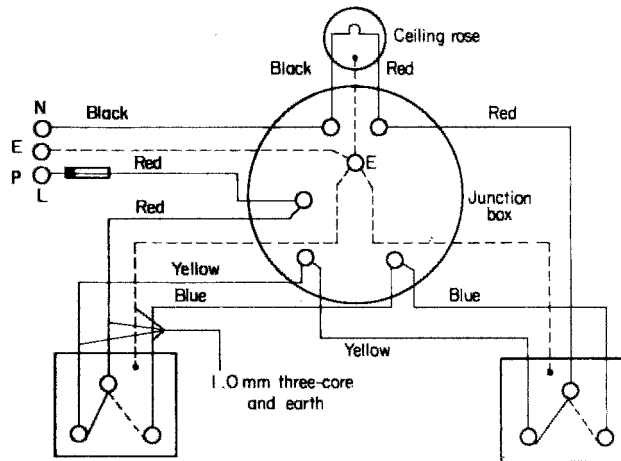 Ceiling rose
Black
Red
N
Black
Red
E
E
P
Red
L
Junction
box
Red
Yellow
Blue
Blue
Yellow
1.0 mm three-core
and earth